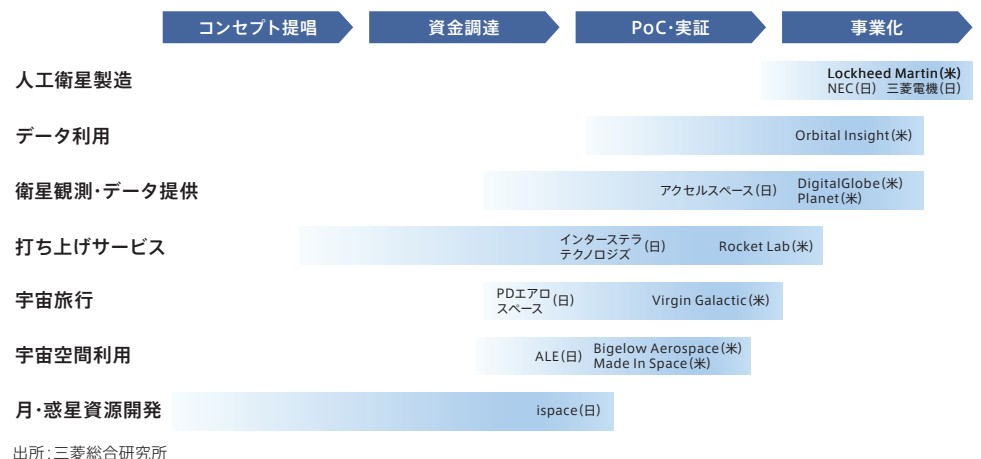 コンセプト提唱 資金調達 PoC・実証 事業化
人工衛星製造
Lockheed Martin(米)
NEC(日) 三菱電機(日)
データ利用
Orbital Insight(米)
衛星観測・データ提供
アクセルスペース(日)
DigitalGlobe(米)
Planet(米)
打ち上げサービス
インターステラ
テクノロジズ(日)
Rocket Lab(米)
宇宙旅行
PDエアロ
スペース(日)
Virgin Galactic(米)
宇宙空間利用
ALE(日)
Bigelow Aerospace(米)
Made In Space(米)
月・惑星資源開発
ispace(日)
出所:三菱総合研究所